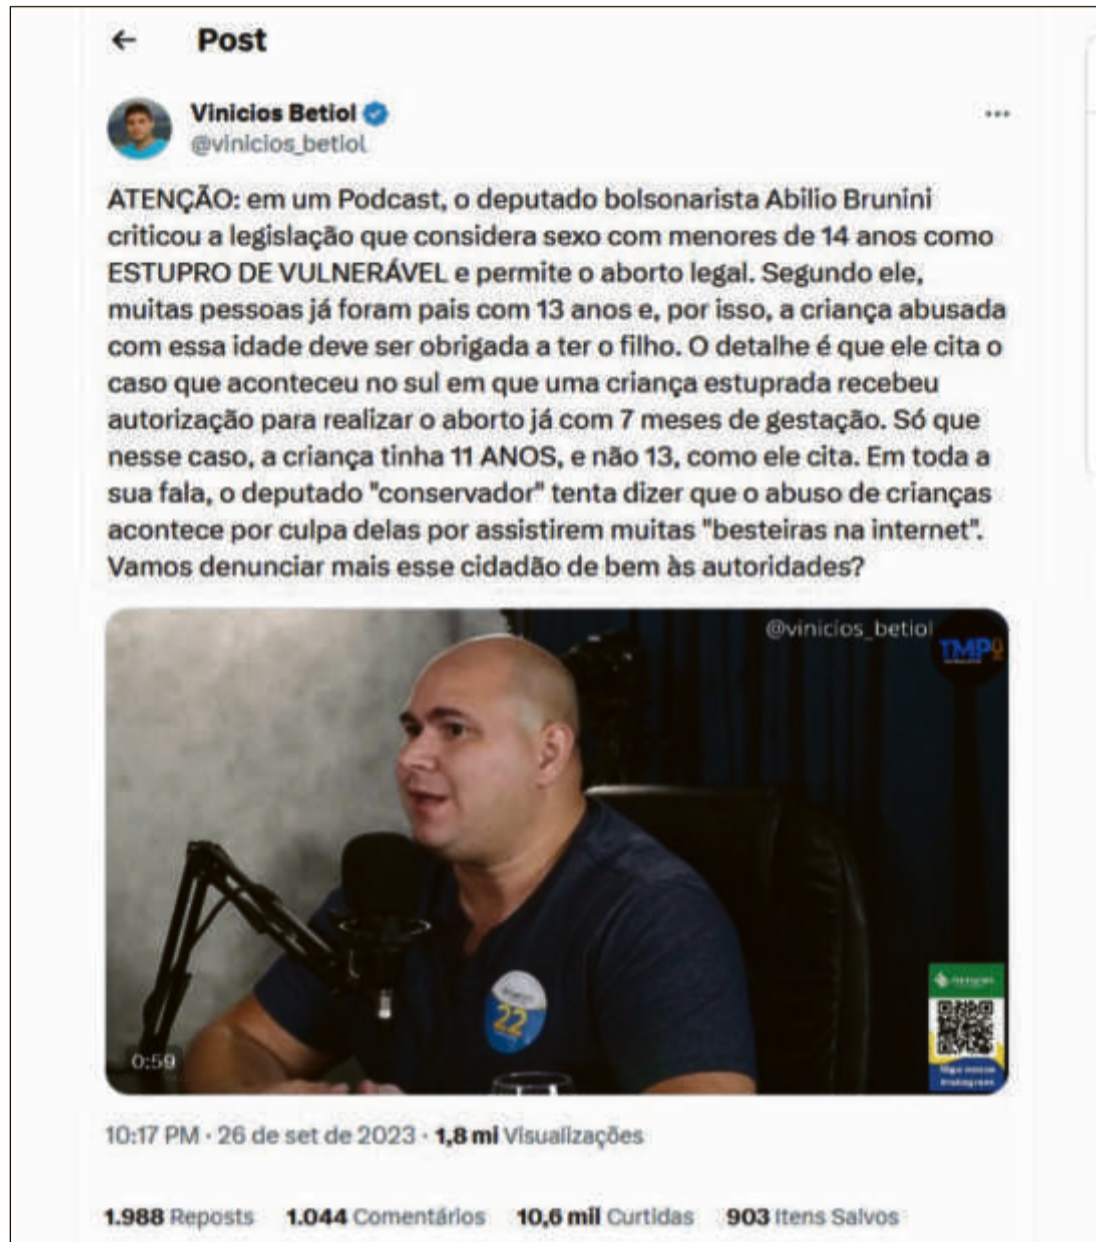 Post
Vinicios Betiol
@vinicios_betiol
ATENÇÃO: em um Podcast, o deputado bolsonarista Abilio Brunini
criticou a legislação que considera sexo com menores de 14 anos como
ESTUPRO DE VULNERÁVEL e permite o aborto legal. Segundo ele,
muitas pessoas já foram pais com 13 anos e, por isso, a criança abusada
com essa idade deve ser obrigada a ter o filho. O detalhe é que ele cita o
caso que aconteceu no sul em que uma criança estuprada recebeu
autorização para realizar o aborto já com 7 meses de gestação. Só que
nesse caso, a criança tinha 11 ANOS, e não 13, como ele cita. Em toda a
sua fala, o deputado "conservador" tenta dizer que o abuso de crianças
acontece por culpa delas por assistirem muitas "besteiras na internet".
Vamos denunciar mais esse cidadão de bem às autoridades?
@vinicios_betiol
TMP
22
0:59
10:17 PM · 26 de set de 2023 · 1,8 mi Visualizações
1.988 Reposts 1.044 Comentários 10,6 mil Curtidas 903 Itens Salvos